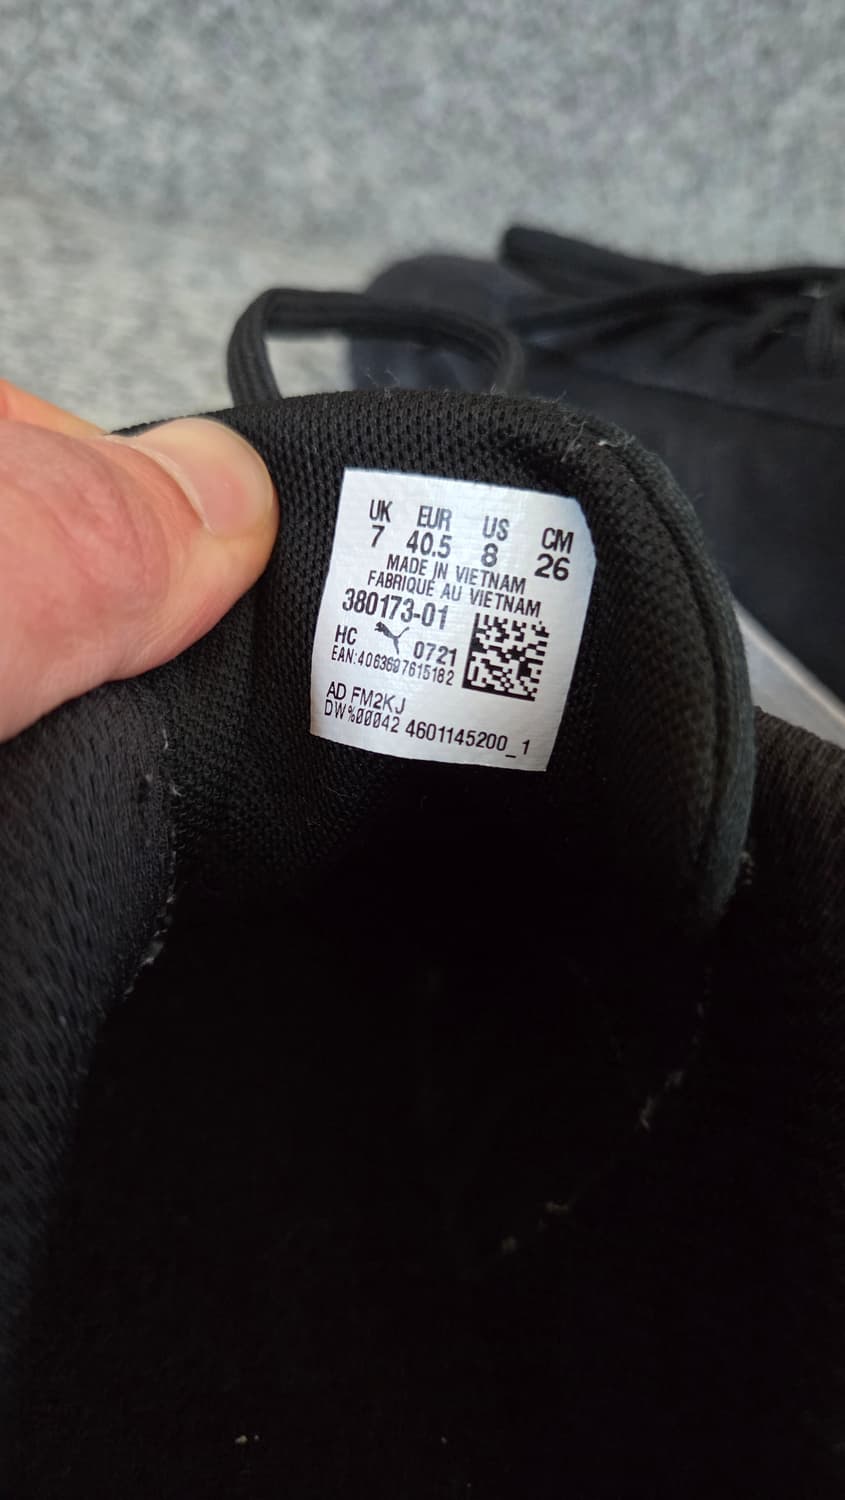 UK EUR US CM
7 40.5 8 26
MADE IN VIETNAM
FABRIQUÉ AU VIETNAM
380173-01
HC 0721
EAN:4063697615182
AD FM2KJ
DW%00042 4601145200_1